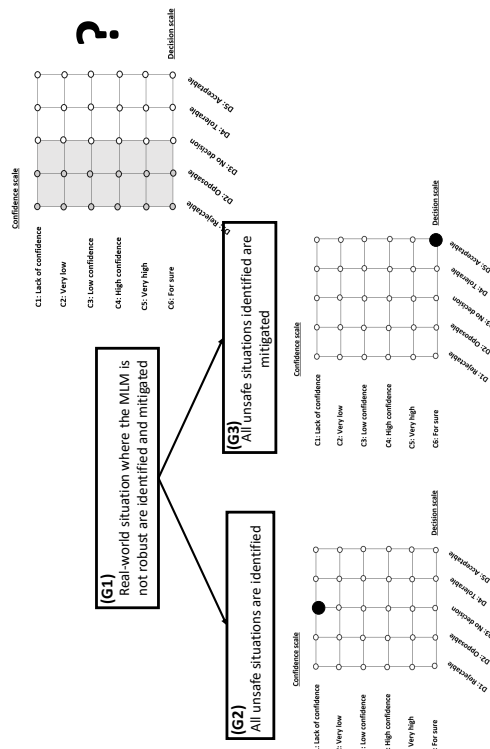 Confidence scale
C1: Lack of confidence
C2: Very low
C3: Low confidence
C4: High confidence
C5: Very high
C6: For sure
Rejectable
D2: Opposable
D3: No decision
D4: Tolerable
D5: Acceptable
Decision scale
?
(G1)
Real-world situation where the MLM is
not robust are identified and mitigated
(G2)
All unsafe situations are identified
(G3)
All unsafe situations identified are
mitigated
Confidence scale
: Lack of confidence
: Very low
: Low confidence
: High confidence
: Very high
: For sure
D1: Rejectable
D2: Opposable
No decision
D4: Tolerable
D5: Acceptable
Decision scale
Confidence scale
C1: Lack of confidence
C2: Very low
C3: Low confidence
C4: High confidence
C5: Very high
C6: For sure
D1: Rejectable
D2: Opposable
No decision
D4: Tolerable
D5: Acceptable
Decision scale